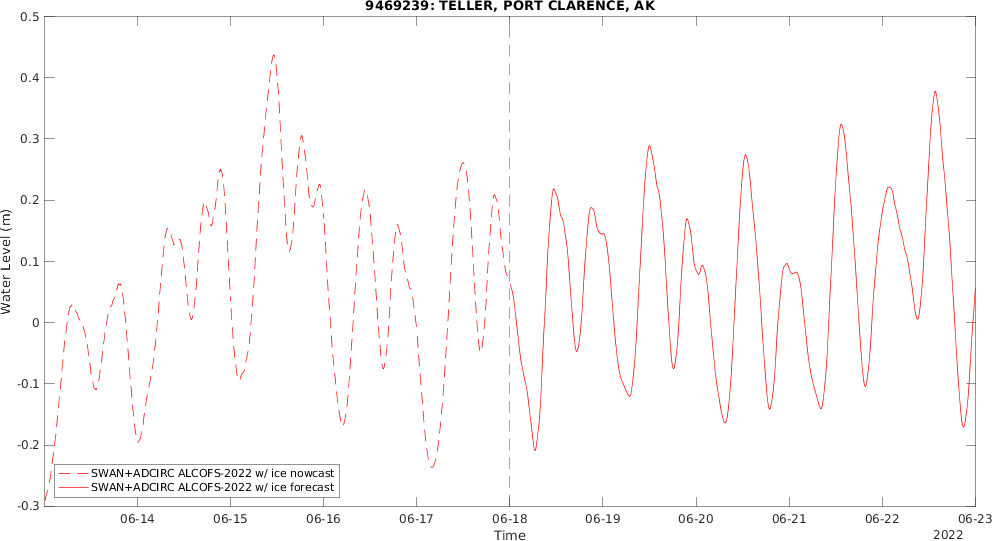 9469239: TELLER, PORT CLARENCE, AK
0.5
0.4
0.3
0.2
0.1
0
-0.1
-0.2
-0.3
Water Level (m)
SWAN+ADCIRC ALCOFS-2022 w/ ice nowcast
SWAN+ADCIRC ALCOFS-2022 w/ ice forecast
06-14 06-15 06-16 06-17 06-18 06-19 06-20 06-21 06-22 06-23
Time
2022